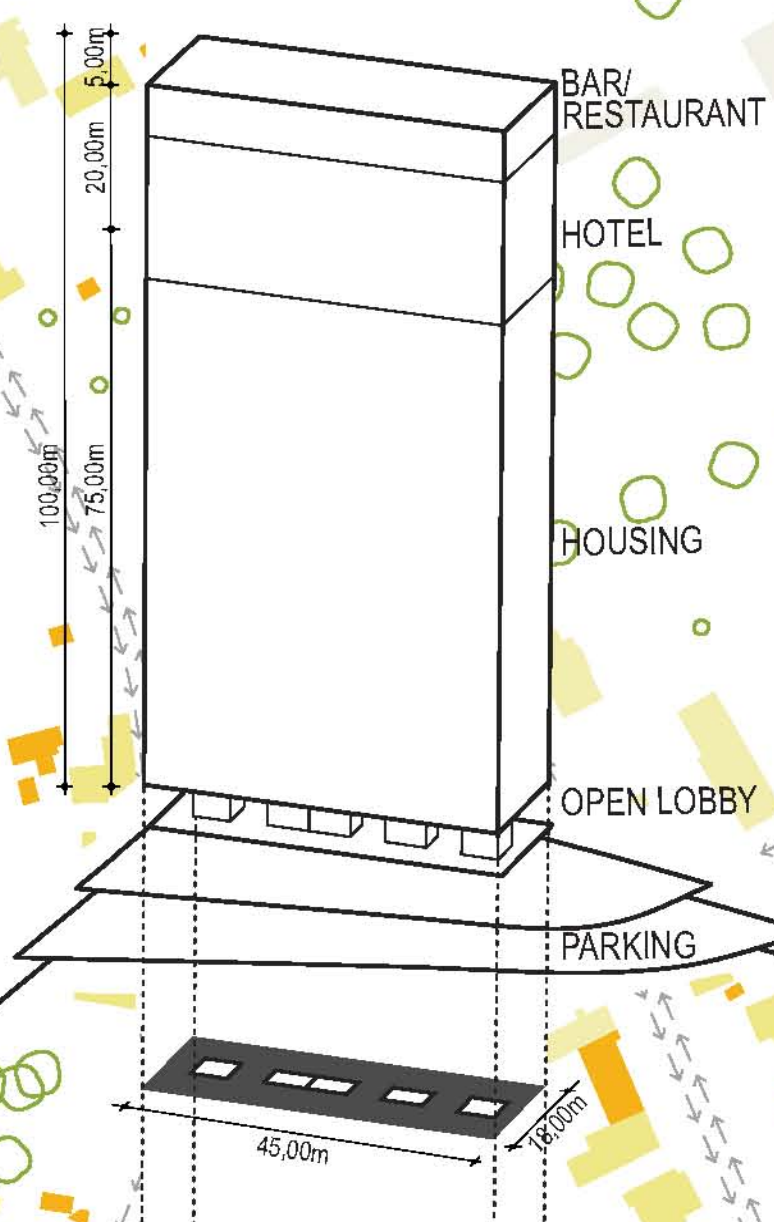 5,00m
BAR/
RESTAURANT
20,00m
HOTEL
100,00m
75,00m
HOUSING
OPEN LOBBY
PARKING
45,00m
18,00m